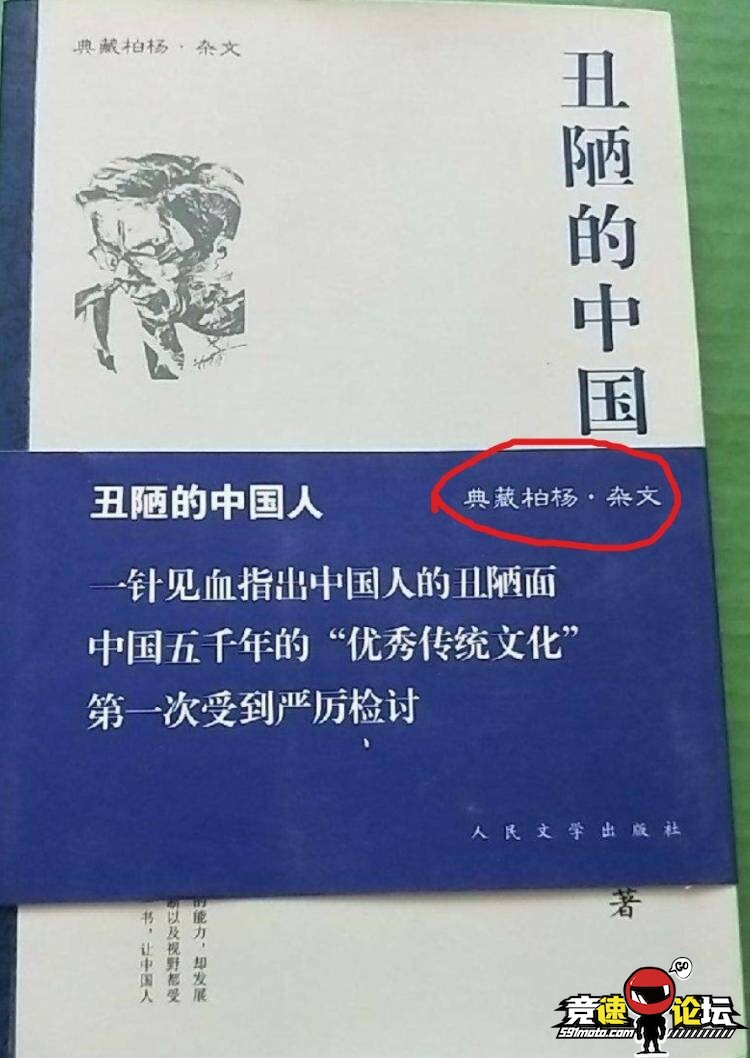 典藏柏杨·杂文
丑陋的中国
丑陋的中国人
典藏柏杨·杂文
一针见血指出中国人的丑陋面
中国五千年的“优秀传统文化”
第一次受到严厉检讨
人民文学出版社
著
的能力，却发展
以及视野都受
书，让中国人
GO
竞速论坛
591moto.com